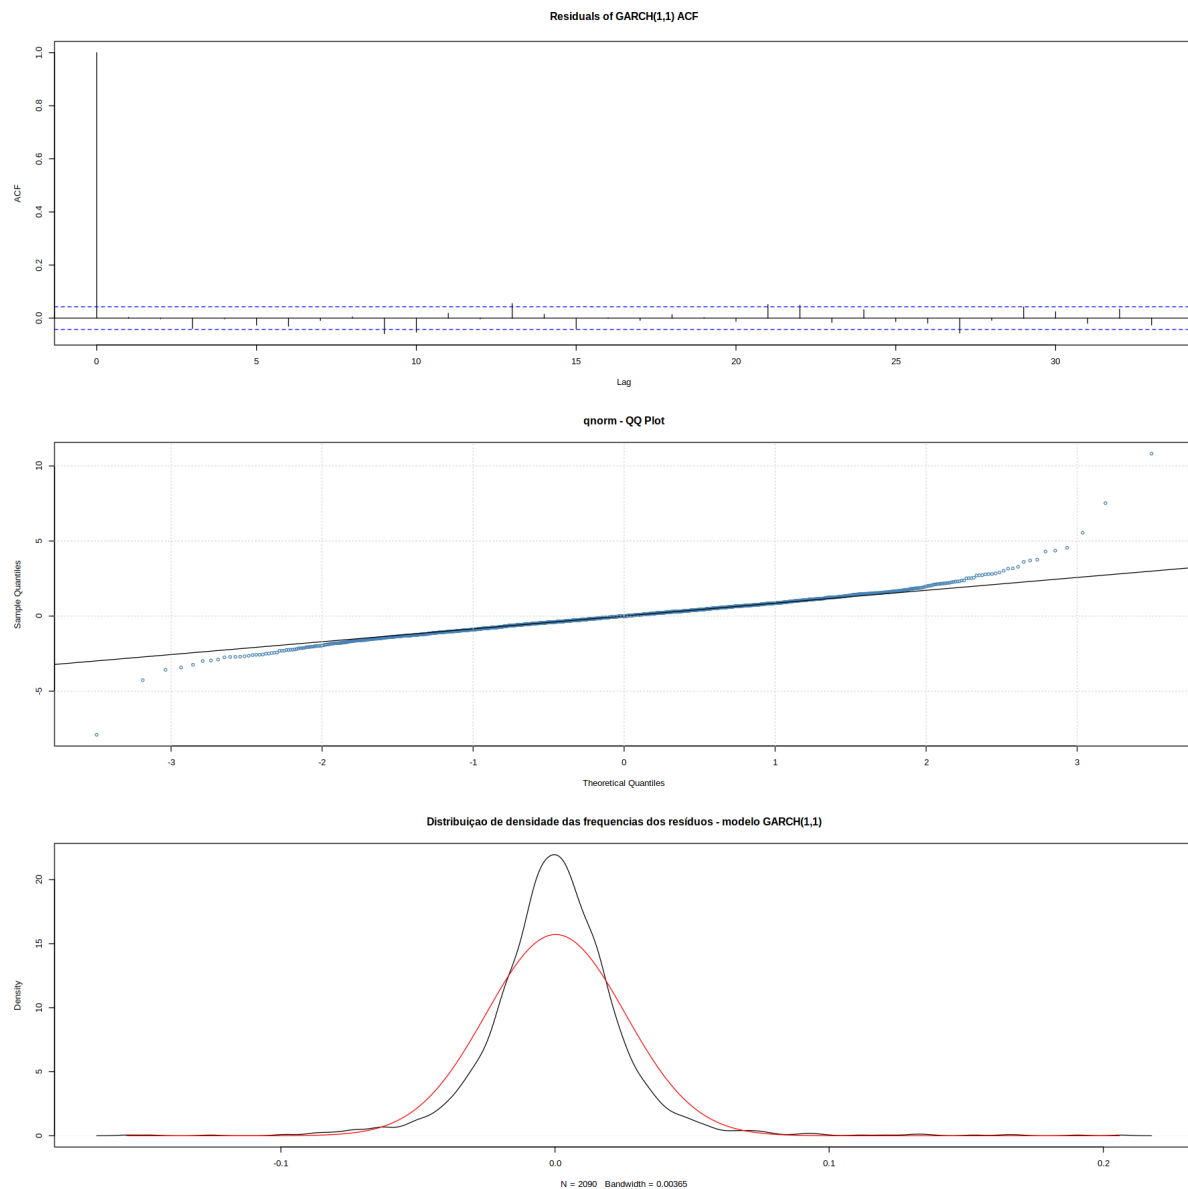 Residuals of GARCH(1,1) ACF
1.0
0.8
0.6
0.4
0.2
0.0
ACF
0 5 10 15 20 25 30
Lag
qnorm - QQ Plot
10
5
0
-5
Sample Quantiles
-3 -2 -1 0 1 2 3
Theoretical Quantiles
Distribuiçao de densidade das frequencias dos resíduos - modelo GARCH(1,1)
20
15
10
5
0
Density
-0.1 0.0 0.1 0.2
N = 2090 Bandwidth = 0.00365